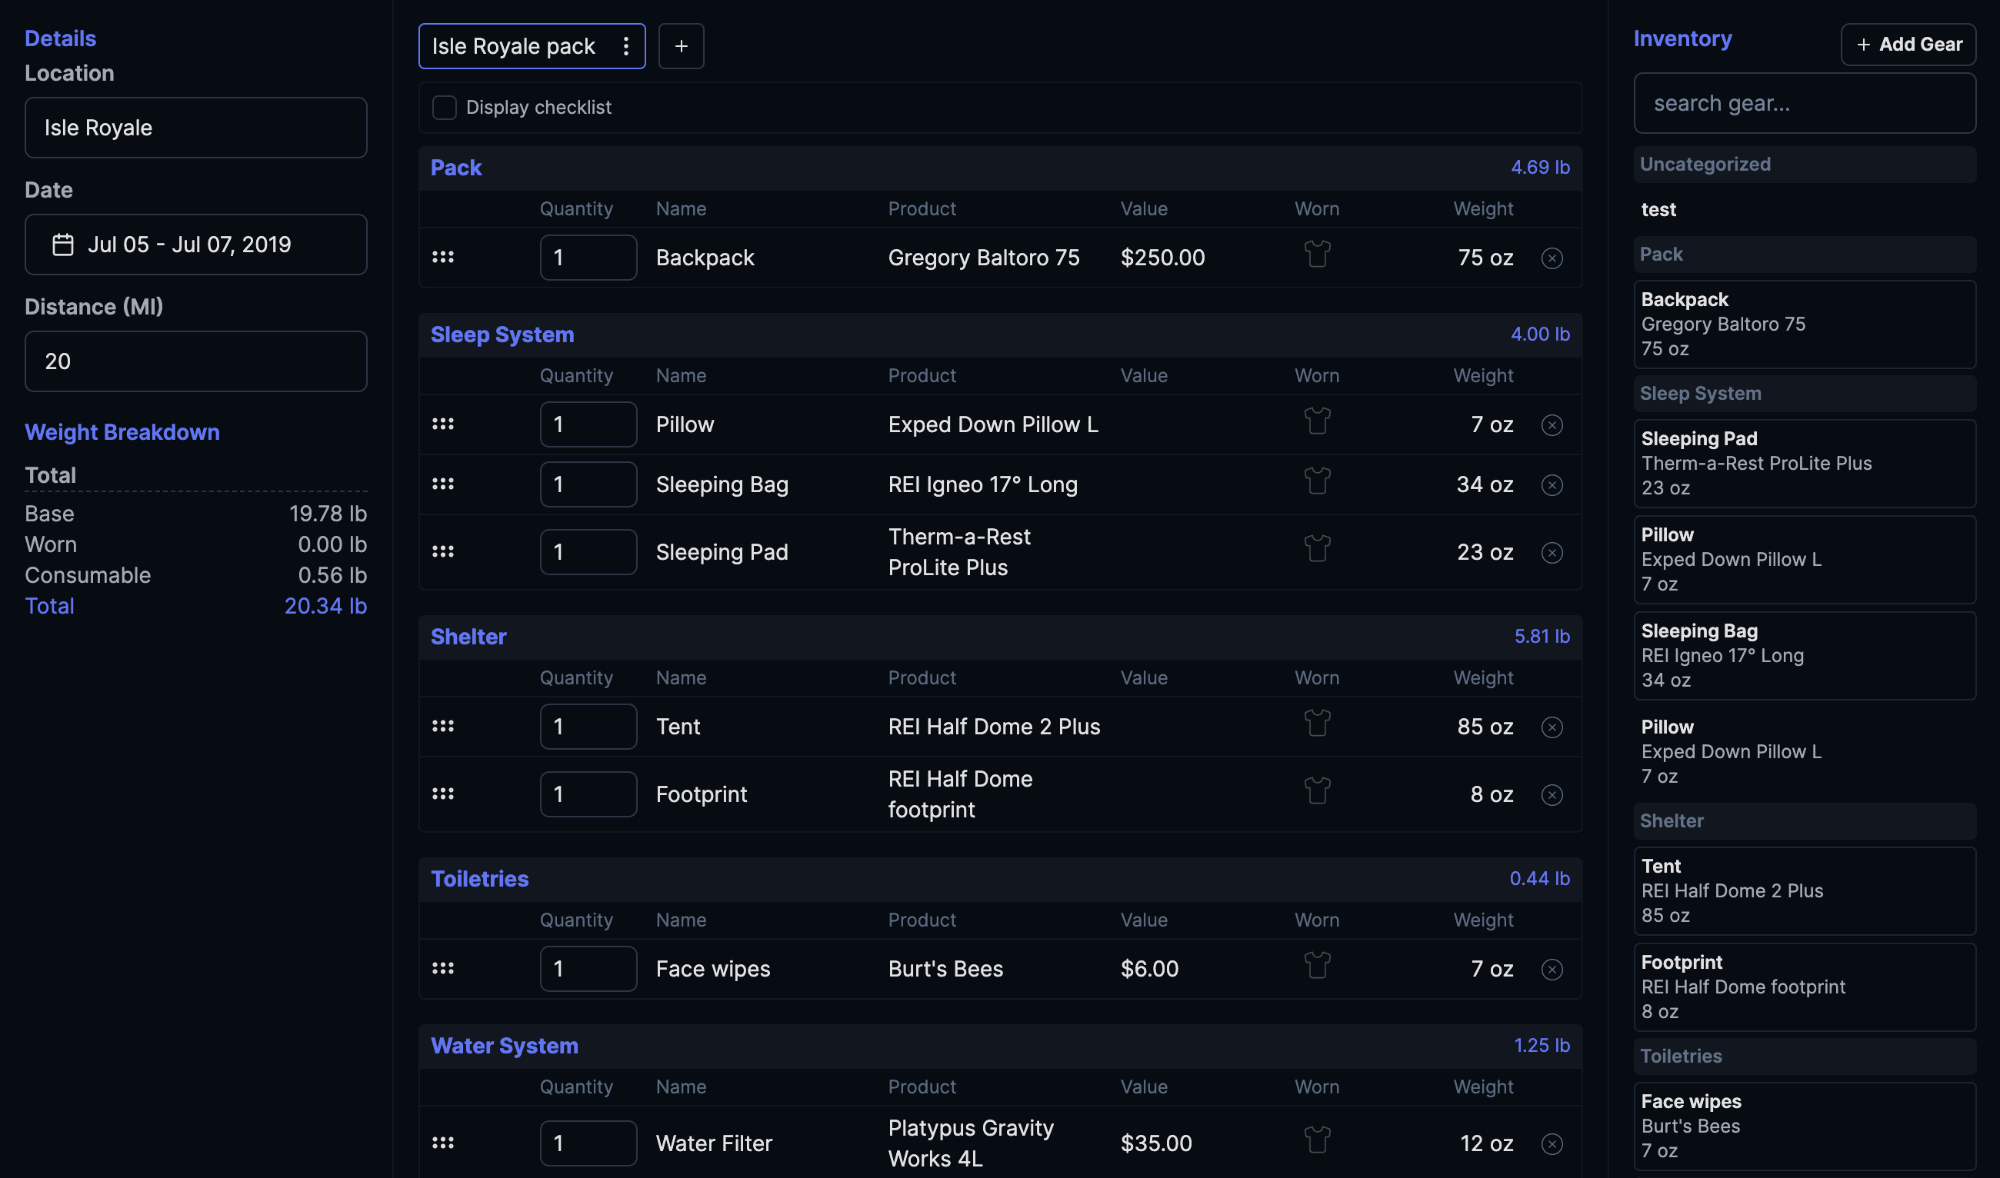 Details
Location
Isle Royale
Date
Jul 05 - Jul 07, 2019
Distance (MI)
20
Weight Breakdown
Total
Base 19.78 lb
Worn 0.00 lb
Consumable 0.56 lb
Total 20.34 lb
Isle Royale pack
+
Display checklist
Pack 4.69 lb
Quantity Name Product Value Worn Weight
1 Backpack Gregory Baltoro 75 $250.00 75 oz
Sleep System 4.00 lb
Quantity Name Product Value Worn Weight
1 Pillow Exped Down Pillow L 7 oz
1 Sleeping Bag REI Igneo 17° Long 34 oz
1 Sleeping Pad Therm-a-Rest
ProLite Plus 23 oz
Shelter 5.81 lb
Quantity Name Product Value Worn Weight
1 Tent REI Half Dome 2 Plus 85 oz
1 Footprint REI Half Dome
footprint 8 oz
Toiletries 0.44 lb
Quantity Name Product Value Worn Weight
1 Face wipes Burt's Bees $6.00 7 oz
Water System 1.25 lb
Quantity Name Product Value Worn Weight
1 Water Filter Platypus Gravity
Works 4L $35.00 12 oz
Inventory
+ Add Gear
search gear...
Uncategorized
test
Pack
Backpack
Gregory Baltoro 75
75 oz
Sleep System
Sleeping Pad
Therm-a-Rest ProLite Plus
23 oz
Pillow
Exped Down Pillow L
7 oz
Sleeping Bag
REI Igneo 17° Long
34 oz
Pillow
Exped Down Pillow L
7 oz
Shelter
Tent
REI Half Dome 2 Plus
85 oz
Footprint
REI Half Dome footprint
8 oz
Toiletries
Face wipes
Burt's Bees
7 oz